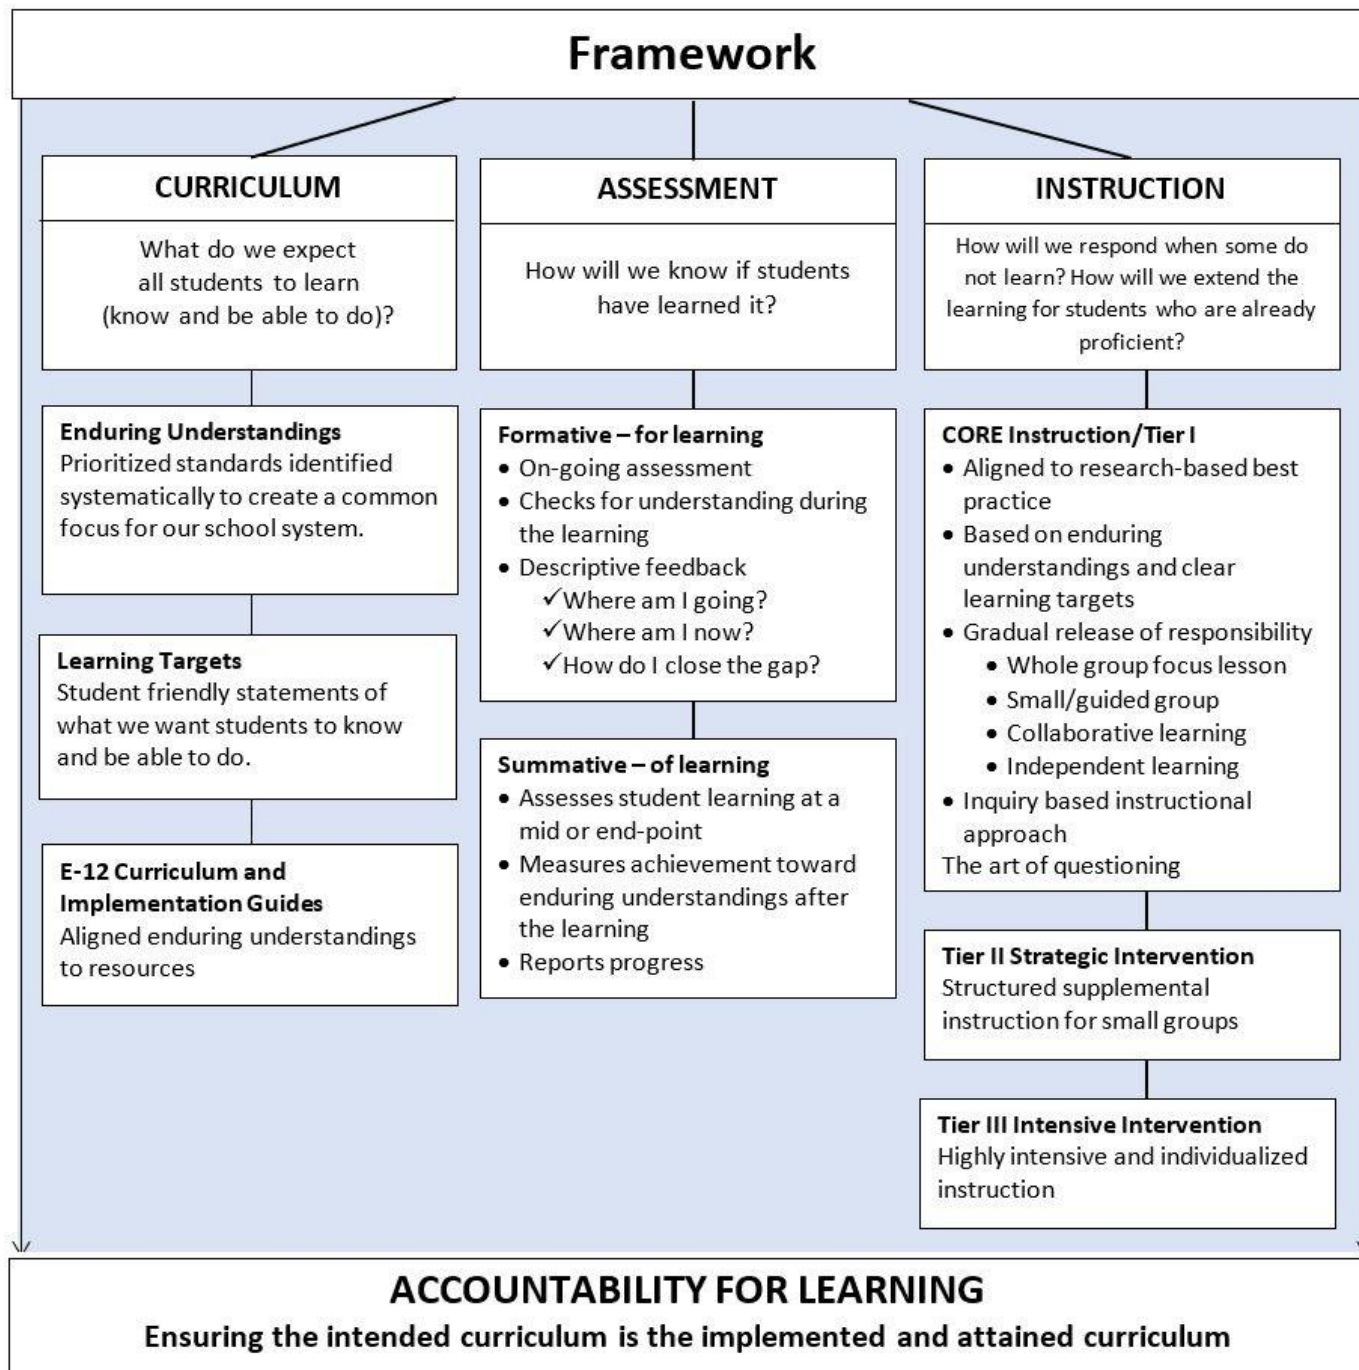 Framework
CURRICULUM
What do we expect
all students to learn
(know and be able to do)?
Enduring Understandings
Prioritized standards identified
systematically to create a common
focus for our school system.
Learning Targets
Student friendly statements of
what we want students to know
and be able to do.
E-12 Curriculum and
Implementation Guides
Aligned enduring understandings
to resources
ASSESSMENT
How will we know if students
have learned it?
Formative – for learning
• On-going assessment
• Checks for understanding during
the learning
• Descriptive feedback
✓Where am I going?
✓Where am I now?
✓How do I close the gap?
Summative – of learning
• Assesses student learning at a
mid or end-point
• Measures achievement toward
enduring understandings after
the learning
• Reports progress
INSTRUCTION
How will we respond when some do
not learn? How will we extend the
learning for students who are already
proficient?
CORE Instruction/Tier I
• Aligned to research-based best
practice
• Based on enduring
understandings and clear
learning targets
• Gradual release of responsibility
• Whole group focus lesson
• Small/guided group
• Collaborative learning
• Independent learning
• Inquiry based instructional
approach
The art of questioning
Tier II Strategic Intervention
Structured supplemental
instruction for small groups
Tier III Intensive Intervention
Highly intensive and individualized
instruction
ACCOUNTABILITY FOR LEARNING
Ensuring the intended curriculum is the implemented and attained curriculum